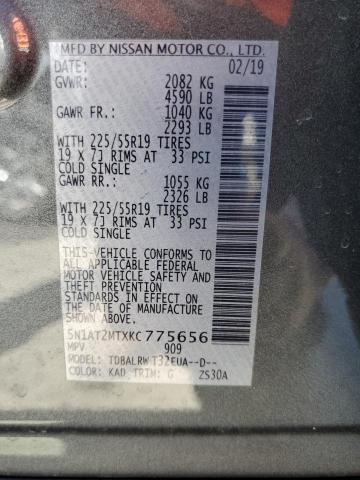 MFD BY NISSAN MOTOR CO., LTD.
DATE: 02/19
GVWR: 2082 KG
4590 LB
GAWR FR.: 1040 KG
2293 LB
WITH 225/55R19 TIRES
19 X 7J RIMS AT 33 PSI
COLD SINGLE
GAWR RR.: 1055 KG
2326 LB
WITH 225/55R19 TIRES
19 X 7J RIMS AT 33 PSI
COLD SINGLE
THIS VEHICLE CONFORMS TO
ALL APPLICABLE FEDERAL
MOTOR VEHICLE SAFETY
THEFT PREVENTION
STANDARDS IN EFFECT ON
THE DATE OF MANUFACTURE
SHOWN ABOVE.
5N1AT2MTXKC775656
MPV 909
MODEL: TDBALRWT32EUA--D--
COLOR: KAD TRIM: G ZS30A